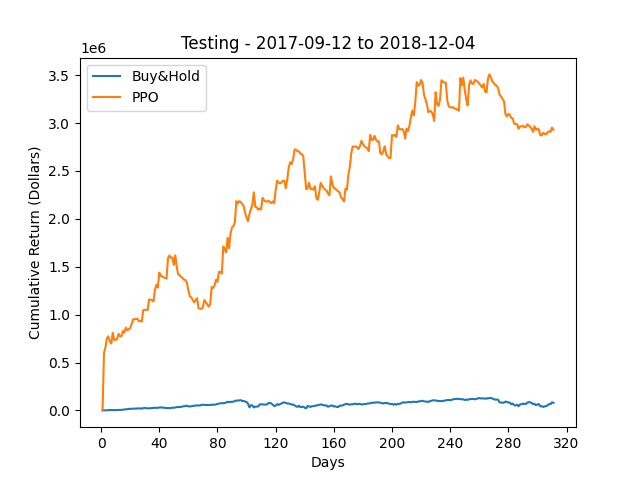 Testing - 2017-09-12 to 2018-12-04
1e6
Buy&Hold
PPO
Cumulative Return (Dollars)
3.5
3.0
2.5
2.0
1.5
1.0
0.5
0.0
0 40 80 120 160 200 240 280 320
Days